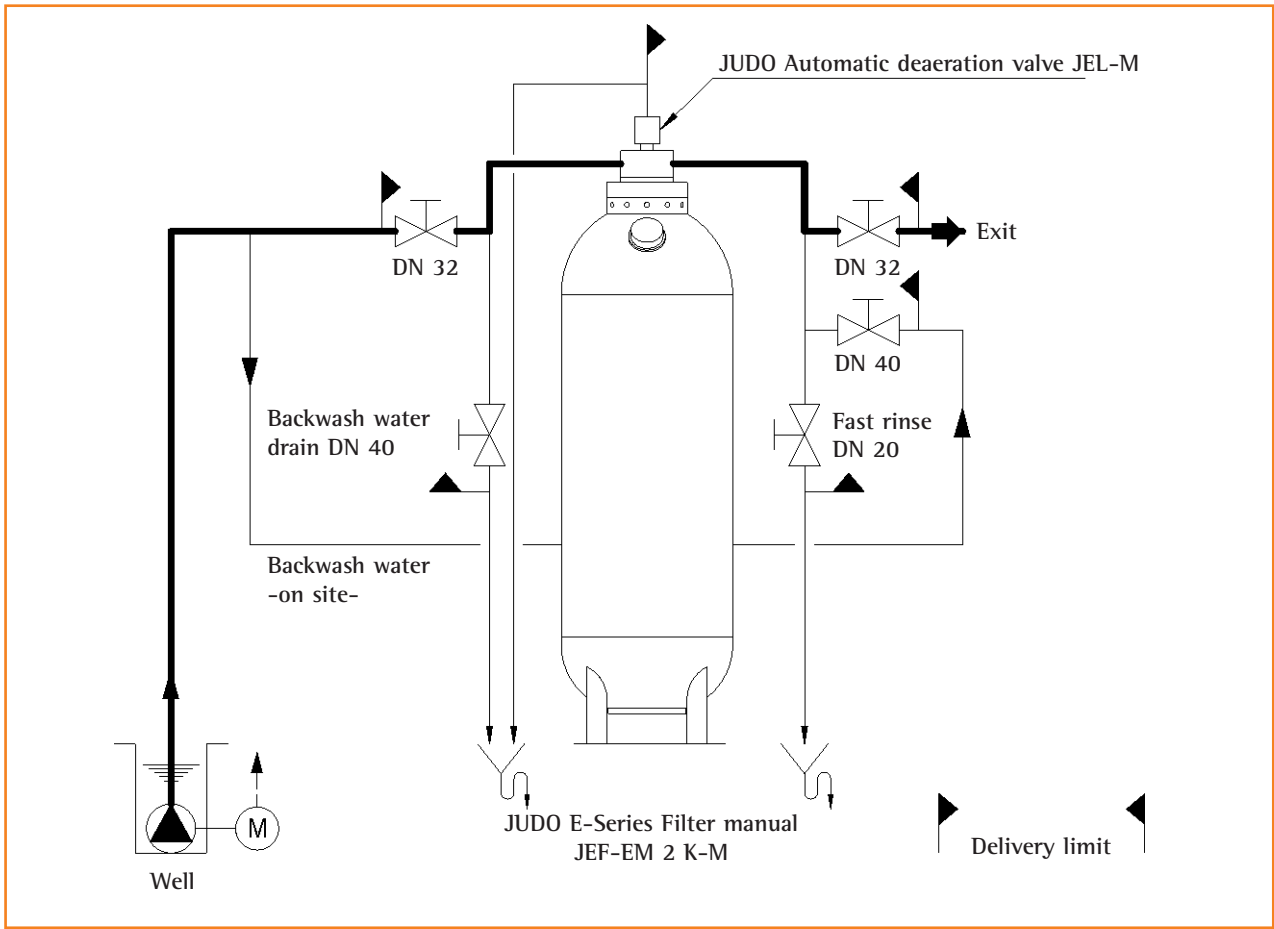 JUDO Automatic deaeration valve JEL-M
Exit
DN 32
DN 32
DN 40
Backwash water
drain DN 40
Fast rinse
DN 20
Backwash water
-on site-
M
JUDO E-Series Filter manual
JEF-EM 2 K-M
Delivery limit
Well